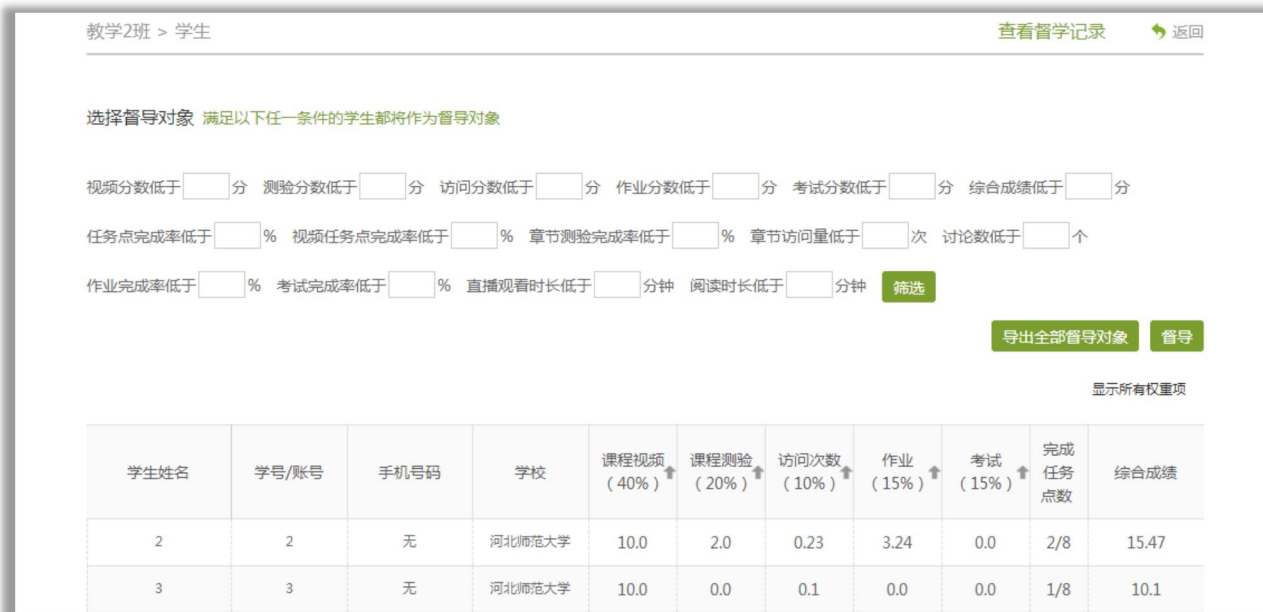 教学2班 > 学生 查看督学记录 返回
选择督导对象 满足以下任一条件的学生都将作为督导对象
视频分数低于 分 测验分数低于 分 访问分数低于 分 作业分数低于 分 考试分数低于 分 综合成绩低于 分
任务点完成率低于 % 视频任务点完成率低于 % 章节测验完成率低于 % 章节访问量低于 次 讨论数低于 个
作业完成率低于 % 考试完成率低于 % 直播观看时长低于 分钟 阅读时长低于 分钟 筛选
导出全部督导对象 督导
显示所有权重项
学生姓名 学号/账号 手机号码 学校 课程视频（40%） 课程测验（20%） 访问次数（10%） 作业（15%） 考试（15%） 完成任务点数 综合成绩
2 2 无 河北师范大学 10.0 2.0 0.23 3.24 0.0 2/8 15.47
3 3 无 河北师范大学 10.0 0.0 0.1 0.0 0.0 1/8 10.1